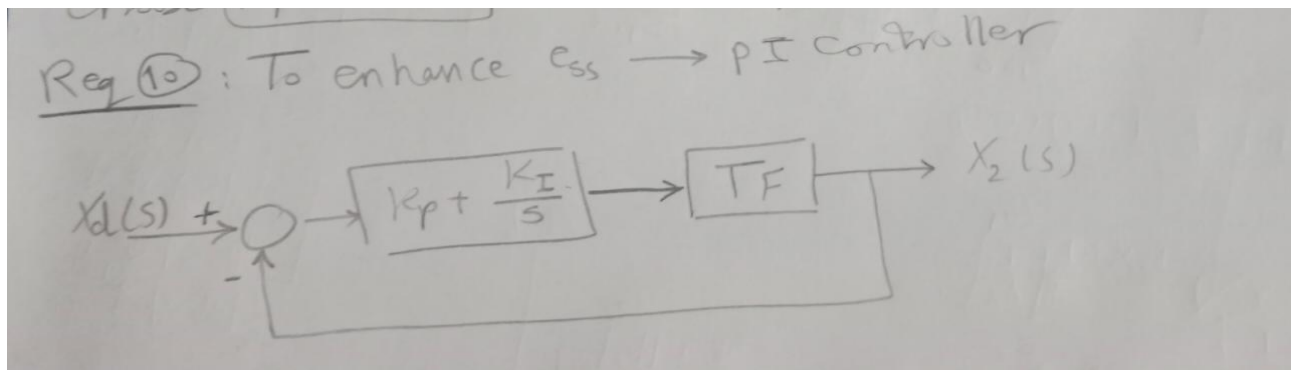 Req ⑩ : To enhance ess → PI controller
Xd(s) + Kp + KI/s TF X2(s)
-